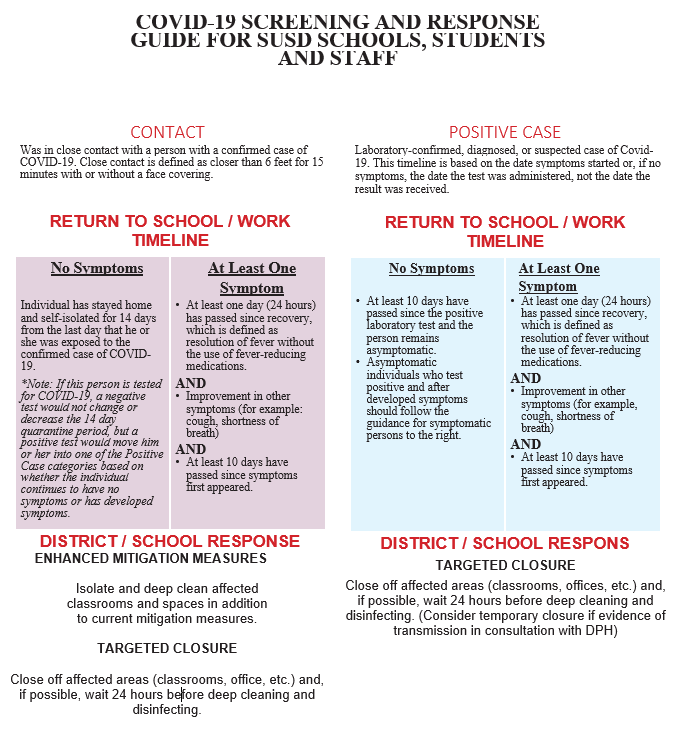 COVID-19 SCREENING AND RESPONSE
GUIDE FOR SUSD SCHOOLS, STUDENTS
AND STAFF
CONTACT
Was in close contact with a person with a confirmed case of
COVID-19. Close contact is defined as closer than 6 feet for 15
minutes with or without a face covering.
RETURN TO SCHOOL / WORK
TIMELINE
No Symptoms
Individual has stayed home
and self-isolated for 14 days
from the last day that he or
she was exposed to the
confirmed case of COVID-
19.
*Note: If this person is tested
for COVID-19, a negative
test would not change or
decrease the 14 day
quarantine period, but a
positive test would move him
or her into one of the Positive
Case categories based on
whether the individual
continues to have no
symptoms or has developed
symptoms.
At Least One
Symptom
• At least one day (24 hours)
has passed since recovery,
which is defined as
resolution of fever without
the use of fever-reducing
medications.
AND
• Improvement in other
symptoms (for example:
cough, shortness of
breath)
AND
• At least 10 days have
passed since symptoms
first appeared.
DISTRICT / SCHOOL RESPONSE
ENHANCED MITIGATION MEASURES
Isolate and deep clean affected
classrooms and spaces in addition
to current mitigation measures.
TARGETED CLOSURE
Close off affected areas (classrooms, office, etc.) and,
if possible, wait 24 hours before deep cleaning and
disinfecting.
POSITIVE CASE
Laboratory-confirmed, diagnosed, or suspected case of Covid-
19. This timeline is based on the date symptoms started or, if no
symptoms, the date the test was administered, not the date the
result was received.
RETURN TO SCHOOL / WORK
TIMELINE
No Symptoms
• At least 10 days have
passed since the positive
laboratory test and the
person remains
asymptomatic.
• Asymptomatic
individuals who test
positive and after
developed symptoms
should follow the
guidance for symptomatic
persons to the right.
At Least One
Symptom
• At least one day (24 hours)
has passed since recovery,
which is defined as
resolution of fever without
the use of fever-reducing
medications.
AND
• Improvement in other
symptoms (for example,
cough, shortness of
breath)
AND
• At least 10 days have
passed since symptoms
first appeared.
DISTRICT / SCHOOL RESPONS
TARGETED CLOSURE
Close off affected areas (classrooms, offices, etc.) and,
if possible, wait 24 hours before deep cleaning and
disinfecting. (Consider temporary closure if evidence of
transmission in consultation with DPH)